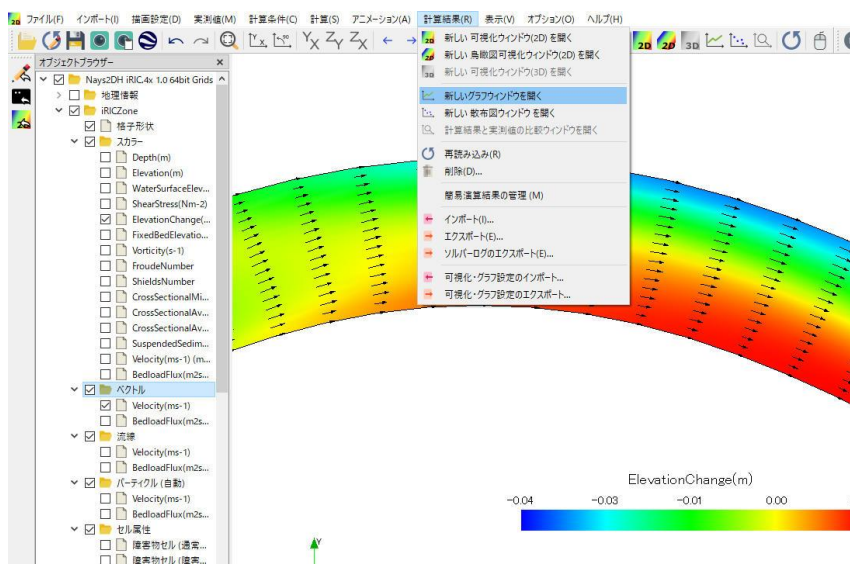 ファイル(F) インポート(I) 描画設定(D) 実測値(M) 計算条件(C) 計算(S) アニメーション(A) 計算結果(R) 表示(V) オプション(O) ヘルプ(H)
オブジェクトブラウザー
Nays2DH iRIC.4x 1.0 64bit Grids
地理情報
iRICZone
格子形状
スカラー
Depth(m)
Elevation(m)
WaterSurfaceElev...
ShearStress(Nm-2)
ElevationChange(...
FixedBedElevatio...
Vorticity(s-1)
FroudeNumber
ShieldsNumber
CrossSectionalMi...
CrossSectionalAv...
CrossSectionalAv...
SuspendedSedim...
Velocity(ms-1) (m...
BedloadFlux(m2s...
ベクトル
Velocity(ms-1)
BedloadFlux(m2s...
流線
Velocity(ms-1)
BedloadFlux(m2s...
パーティクル (自動)
Velocity(ms-1)
BedloadFlux(m2s...
セル属性
障害物セル (通常...
障害物セル (障害...
新しい 可視化ウィンドウ(2D) を開く
新しい 鳥瞰図可視化ウィンドウ(2D) を開く
新しい 可視化ウィンドウ(3D) を開く
新しいグラフウィンドウを開く
新しい 散布図ウィンドウ を開く
計算結果と実測値の比較ウィンドウを開く
再読み込み(R)
削除(D)...
簡易演算結果の管理 (M)
インポート(I)...
エクスポート(E)...
ソルバーログのエクスポート(E)...
可視化・グラフ設定のインポート...
可視化・グラフ設定のエクスポート...
ElevationChange(m)
-0.04 -0.03 -0.01 0.00
Y